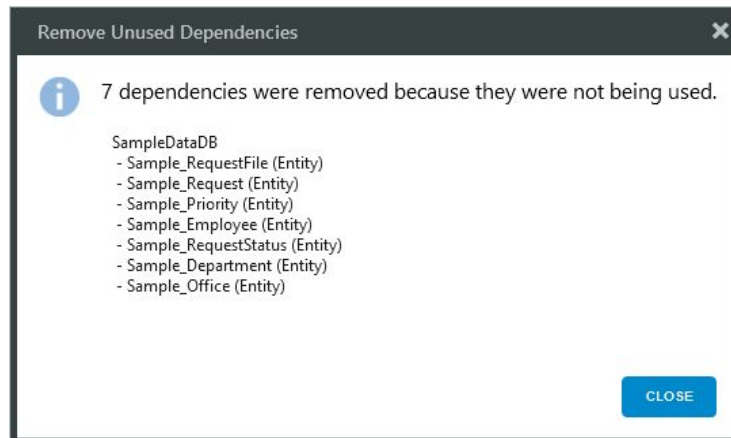 Remove Unused Dependencies
7 dependencies were removed because they were not being used.
SampleDataDB
- Sample_RequestFile (Entity)
- Sample_Request (Entity)
- Sample_Priority (Entity)
- Sample_Employee (Entity)
- Sample_RequestStatus (Entity)
- Sample_Department (Entity)
- Sample_Office (Entity)
CLOSE